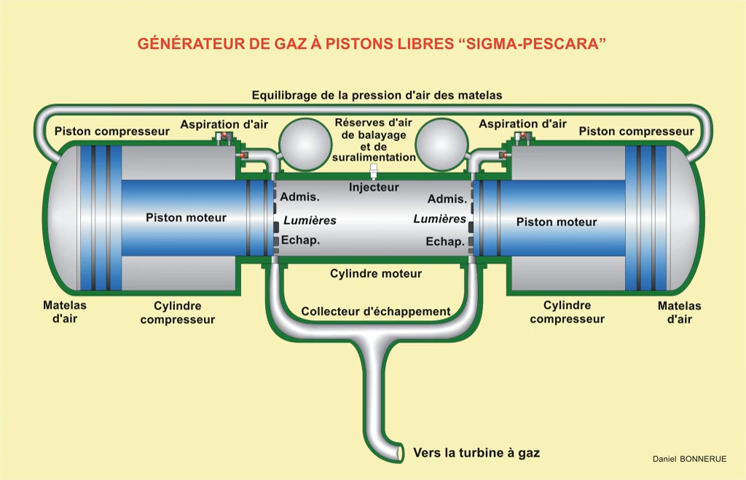 GÉNÉRATEUR DE GAZ À PISTONS LIBRES “SIGMA-PESCARA”
Equilibrage de la pression d'air des matelas
Piston compresseur
Aspiration d'air
Réserves d'air
de balayage
et de
suralimentation
Aspiration d'air
Piston compresseur
Injecteur
Admis.
Admis.
Piston moteur
Lumières
Lumières
Piston moteur
Echap.
Echap.
Cylindre moteur
Matelas
d'air
Cylindre
compresseur
Collecteur d'échappement
Cylindre
compresseur
Matelas
d'air
Vers la turbine à gaz
Daniel BONNERUE